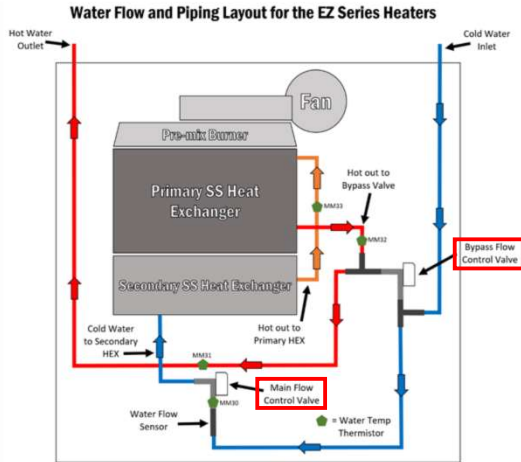 Water Flow and Piping Layout for the EZ Series Heaters
Hot Water
Outlet
Cold Water
Inlet
Fan
Pre-mix Burner
Primary SS Heat
Exchanger
MM33
Hot out to
Bypass Valve
MM32
Bypass Flow
Control Valve
Secondary SS Heat Exchanger
Cold Water
to Secondary
HEX
Hot out to
Primary HEX
MM31
Main Flow
Control Valve
MM30
Water Flow
Sensor
= Water Temp
Thermistor